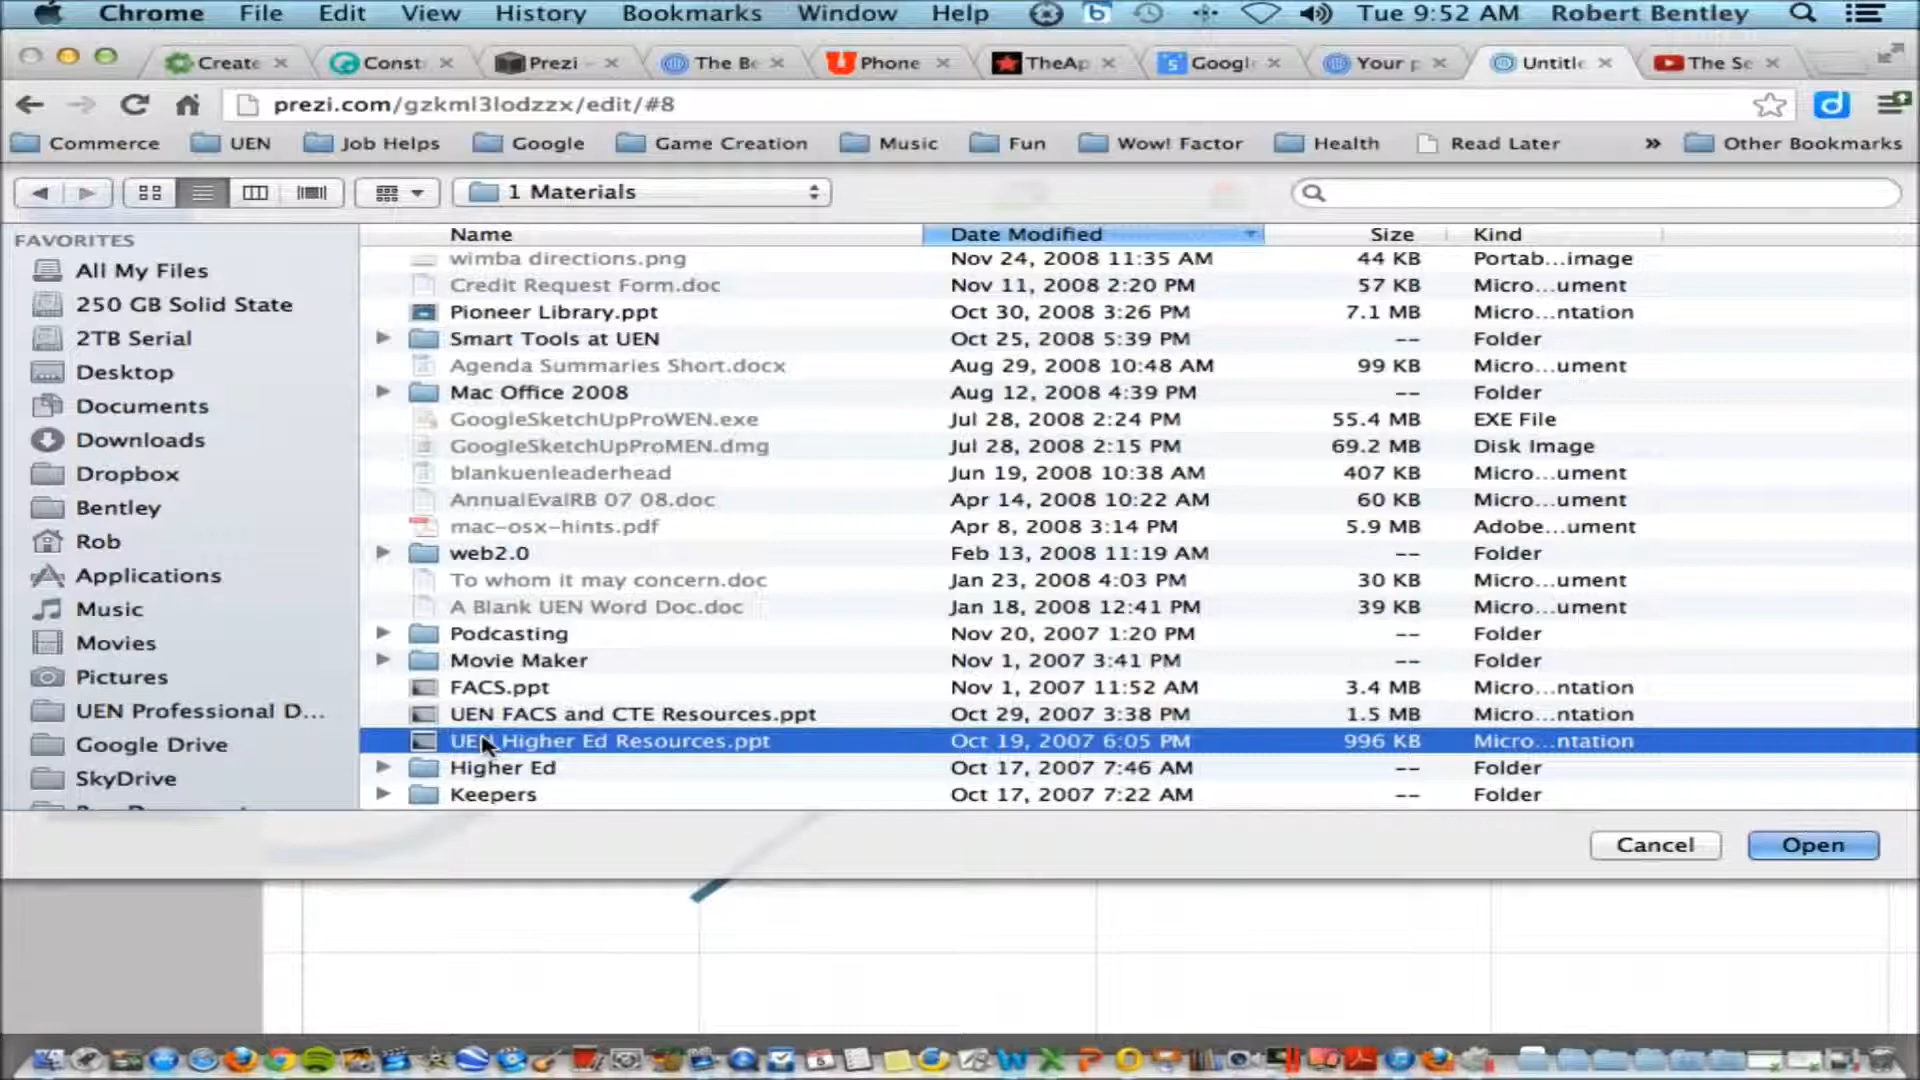 Chrome File Edit View History Bookmarks Window Help Tue 9:52 AM Robert Bentley
Create Const Prezi - The Be Phone TheAp Googl Your p Untitle The Se
prezi.com/gzkml3lodzzx/edit/#8
Commerce UEN Job Helps Google Game Creation Music Fun Wow! Factor Health Read Later » Other Bookmarks
1 Materials
FAVORITES
All My Files
250 GB Solid State
2TB Serial
Desktop
Documents
Downloads
Dropbox
Bentley
Rob
Applications
Music
Movies
Pictures
UEN Professional D...
Google Drive
SkyDrive
Name Date Modified Size Kind
wimba directions.png Nov 24, 2008 11:35 AM 44 KB Portab...image
Credit Request Form.doc Nov 11, 2008 2:20 PM 57 KB Micro...ument
Pioneer Library.ppt Oct 30, 2008 3:26 PM 7.1 MB Micro...ntation
Smart Tools at UEN Oct 25, 2008 5:39 PM -- Folder
Agenda Summaries Short.docx Aug 29, 2008 10:48 AM 99 KB Micro...ument
Mac Office 2008 Aug 12, 2008 4:39 PM -- Folder
GoogleSketchUpProWEN.exe Jul 28, 2008 2:24 PM 55.4 MB EXE File
GoogleSketchUpProMEN.dmg Jul 28, 2008 2:15 PM 69.2 MB Disk Image
blankuenleaderhead Jun 19, 2008 10:38 AM 407 KB Micro...ument
AnnualEvalRB 07 08.doc Apr 14, 2008 10:22 AM 60 KB Micro...ument
mac-osx-hints.pdf Apr 8, 2008 3:14 PM 5.9 MB Adobe...ument
web2.0 Feb 13, 2008 11:19 AM -- Folder
To whom it may concern.doc Jan 23, 2008 4:03 PM 30 KB Micro...ument
A Blank UEN Word Doc.doc Jan 18, 2008 12:41 PM 39 KB Micro...ument
Podcasting Nov 20, 2007 1:20 PM -- Folder
Movie Maker Nov 1, 2007 3:41 PM -- Folder
FACS.ppt Nov 1, 2007 11:52 AM 3.4 MB Micro...ntation
UEN FACS and CTE Resources.ppt Oct 29, 2007 3:38 PM 1.5 MB Micro...ntation
UEN Higher Ed Resources.ppt Oct 19, 2007 6:05 PM 996 KB Micro...ntation
Higher Ed Oct 17, 2007 7:46 AM -- Folder
Keepers Oct 17, 2007 7:22 AM -- Folder
Cancel Open